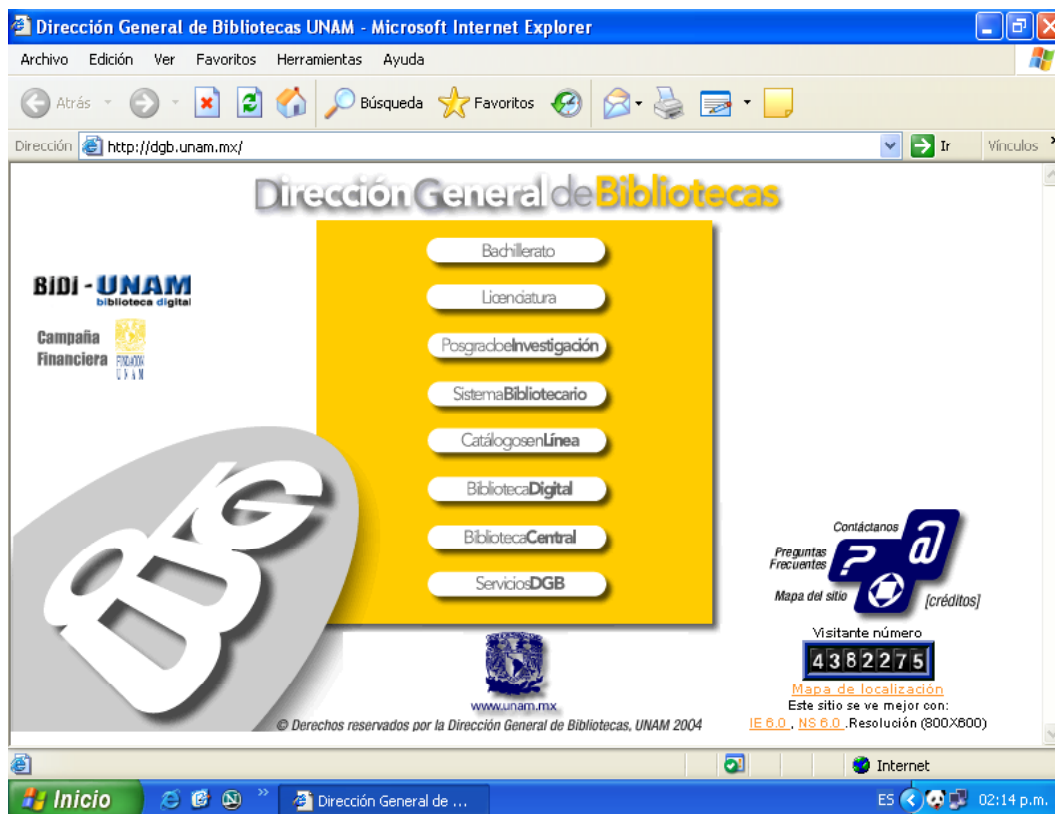 Dirección General de Bibliotecas UNAM - Microsoft Internet Explorer
Archivo Edición Ver Favoritos Herramientas Ayuda
Atrás Búsqueda Favoritos
Dirección http://dgb.unam.mx/ Ir Vínculos
Dirección General de Bibliotecas
Bachillerato
BiDi - UNAM
biblioteca digital
Licenciatura
Campaña
Financiera
FUNDACION
UNAM
PosgradoeInvestigación
SistemaBibliotecario
CatálogosenLínea
BibliotecaDigital
BibliotecaCentral
ServiciosDGB
Contáctanos
@
Preguntas
Frecuentes
?
Mapa del sitio
[créditos]
Visitante número
4382275
Mapa de localización
Este sitio se ve mejor con:
IE 6.0 , NS 6.0 .Resolución (800X600)
www.unam.mx
© Derechos reservados por la Dirección General de Bibliotecas, UNAM 2004
Internet
Inicio Dirección General de ... ES 02:14 p.m.